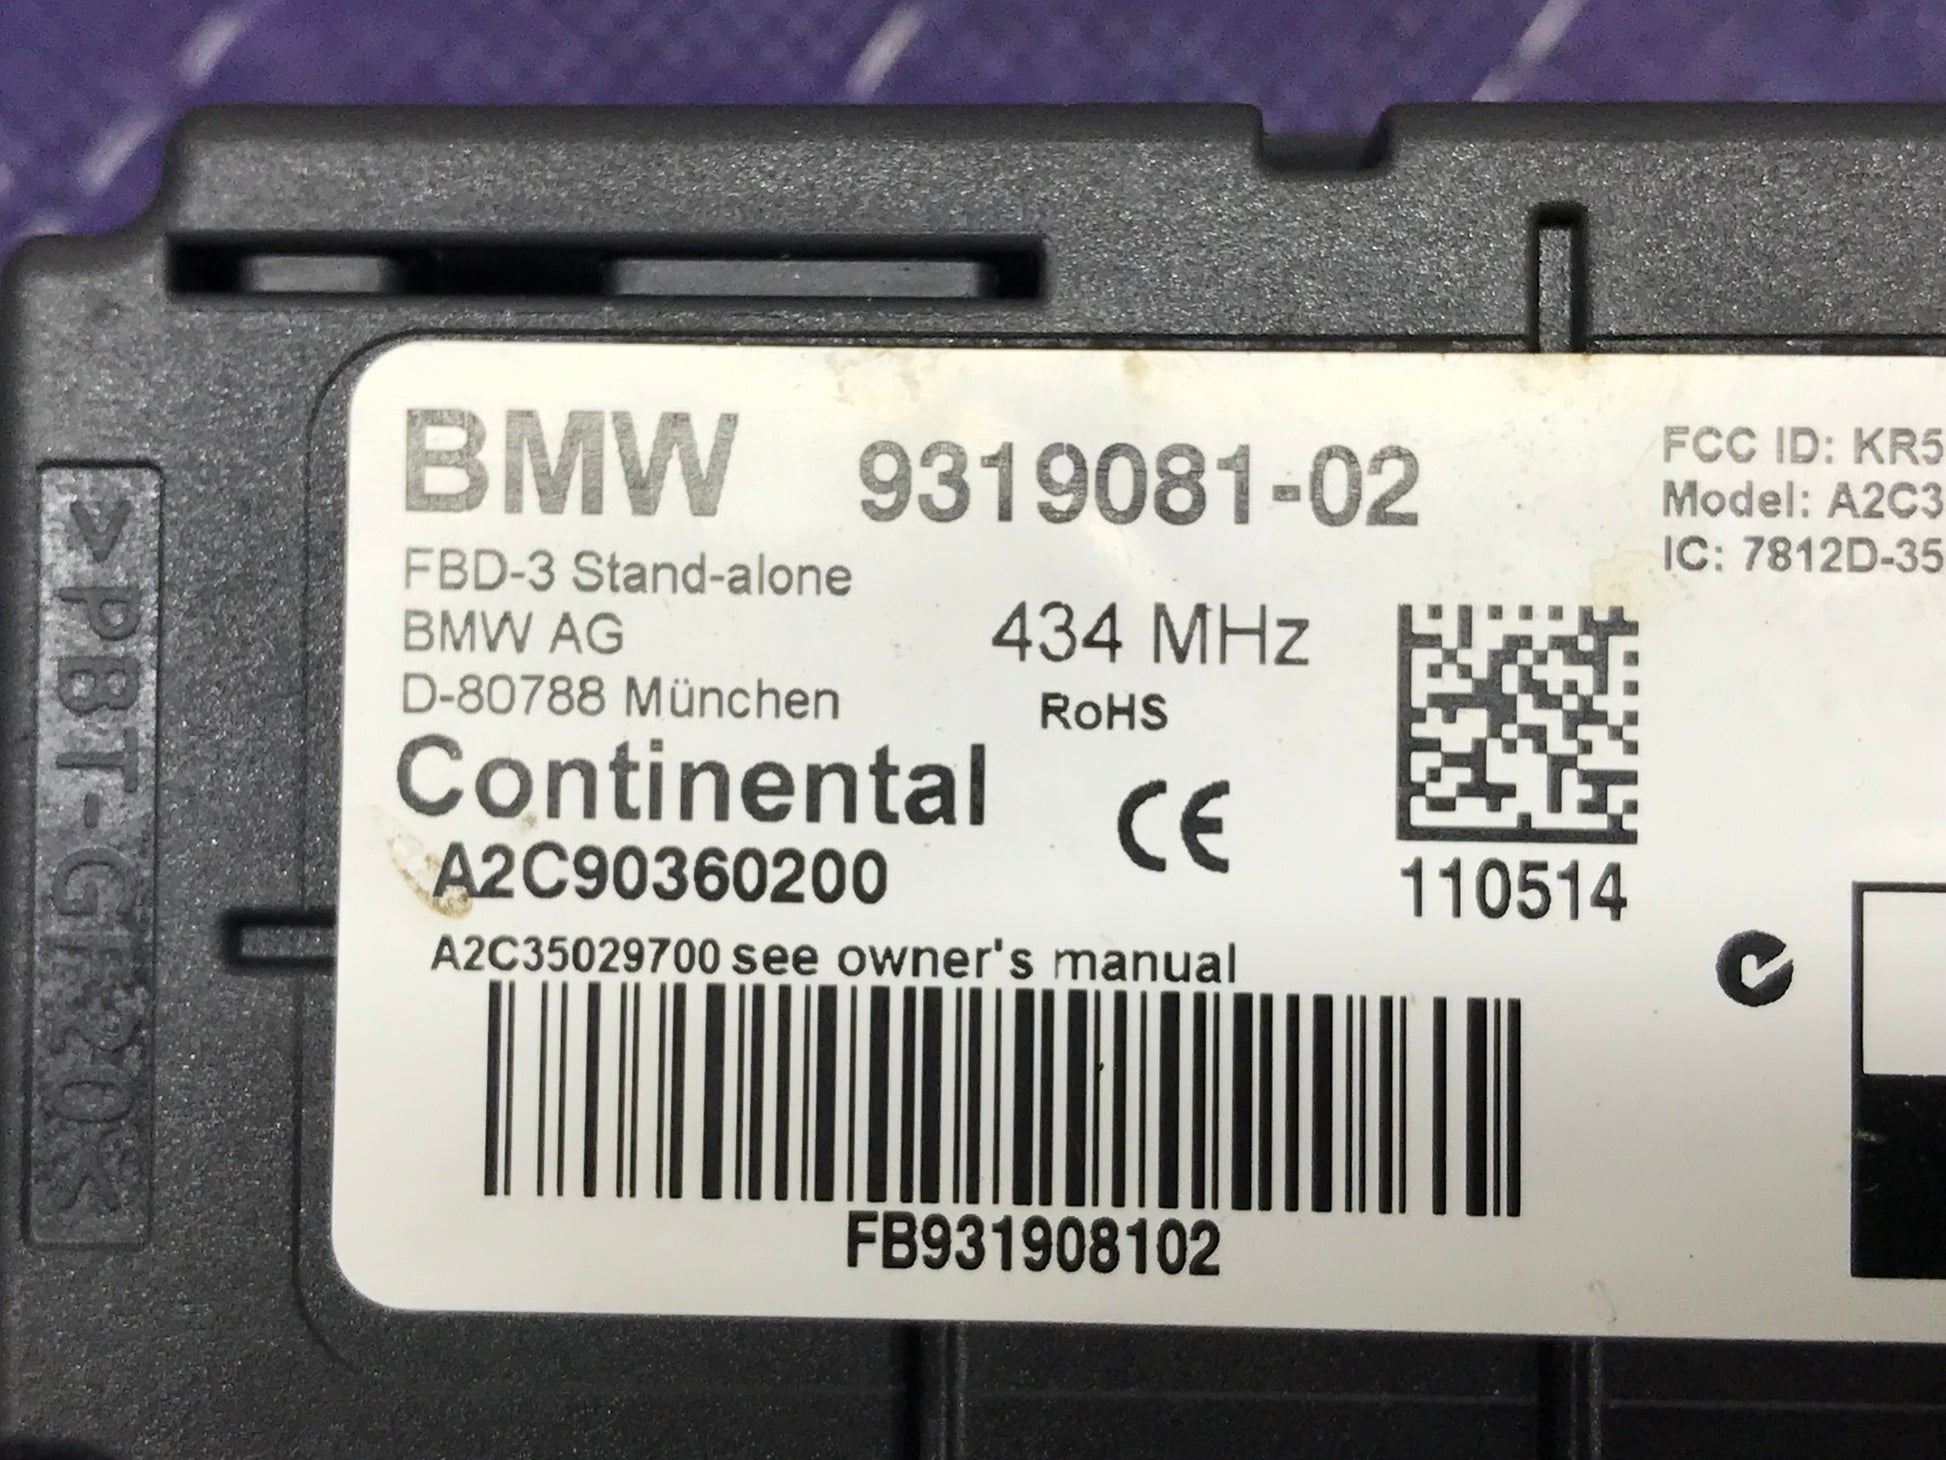 BMW 9319081-02
FBD-3 Stand-alone
BMW AG
D-80788 München
434 MHz
RoHS
Continental
CE
A2C90360200
A2C35029700 see owner's manual
FB931908102
110514
FCC ID: KR5
Model: A2C3
IC: 7812D-35
>PBT-GF20<